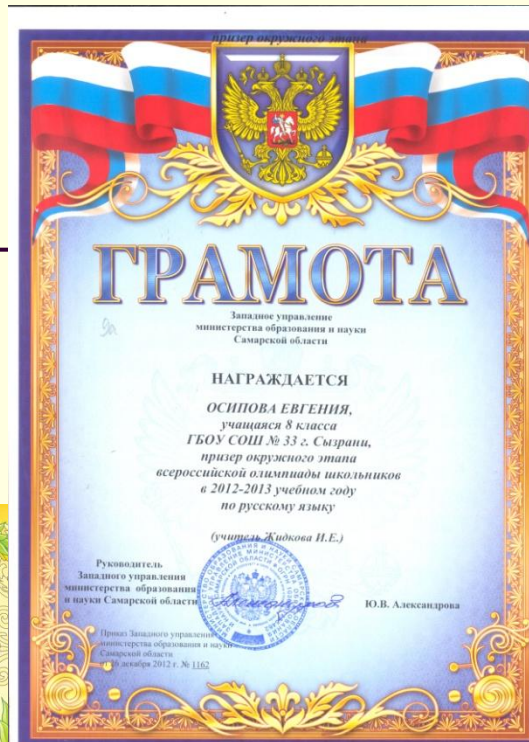 призер окружного этапа
ГРАМОТА
Западное управление
министерства образования и науки
Самарской области
9а
НАГРАЖДАЕТСЯ
ОСИПОВА ЕВГЕНИЯ,
учащаяся 8 класса
ГБОУ СОШ № 33 г. Сызрани,
призер окружного этапа
всероссийской олимпиады школьников
в 2012-2013 учебном году
по русскому языку
(учитель Жидкова И.Е.)
Руководитель
Западного управления
министерства образования
и науки Самарской области
Ю.В. Александрова
Приказ Западного управления
министерства образования и науки
Самарской области
декабря 2012 г. № 1162